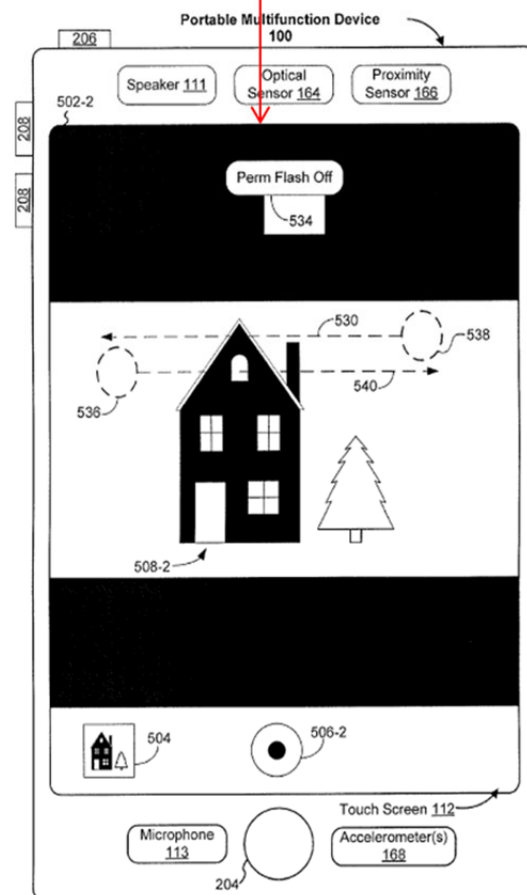 Portable Multifunction Device
100
206
Speaker 111
Optical
Sensor 164
Proximity
Sensor 166
502-2
208
208
Perm Flash Off
534
530
538
540
536
508-2
504
506-2
Touch Screen 112
Microphone
113
Accelerometer(s)
168
204